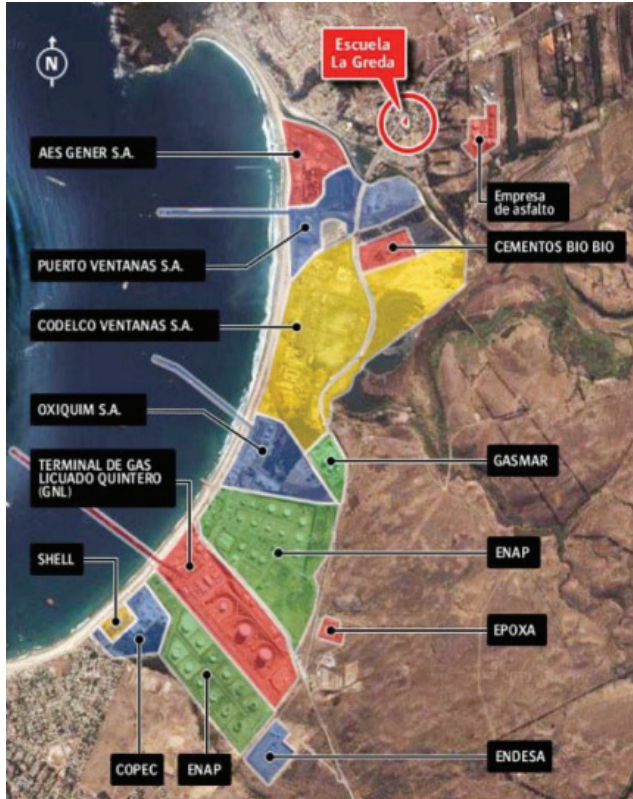 Escuela
La Greda
N
AES GENER S.A.
Empresa
de asfalto
PUERTO VENTANAS S.A.
CEMENTOS BIO BIO
CODELCO VENTANAS S.A.
OXIQUIM S.A.
TERMINAL DE GAS
LICUADO QUINTERO
(GNL)
GASMAR
SHELL
ENAP
EPOXA
COPEC
ENAP
ENDESA